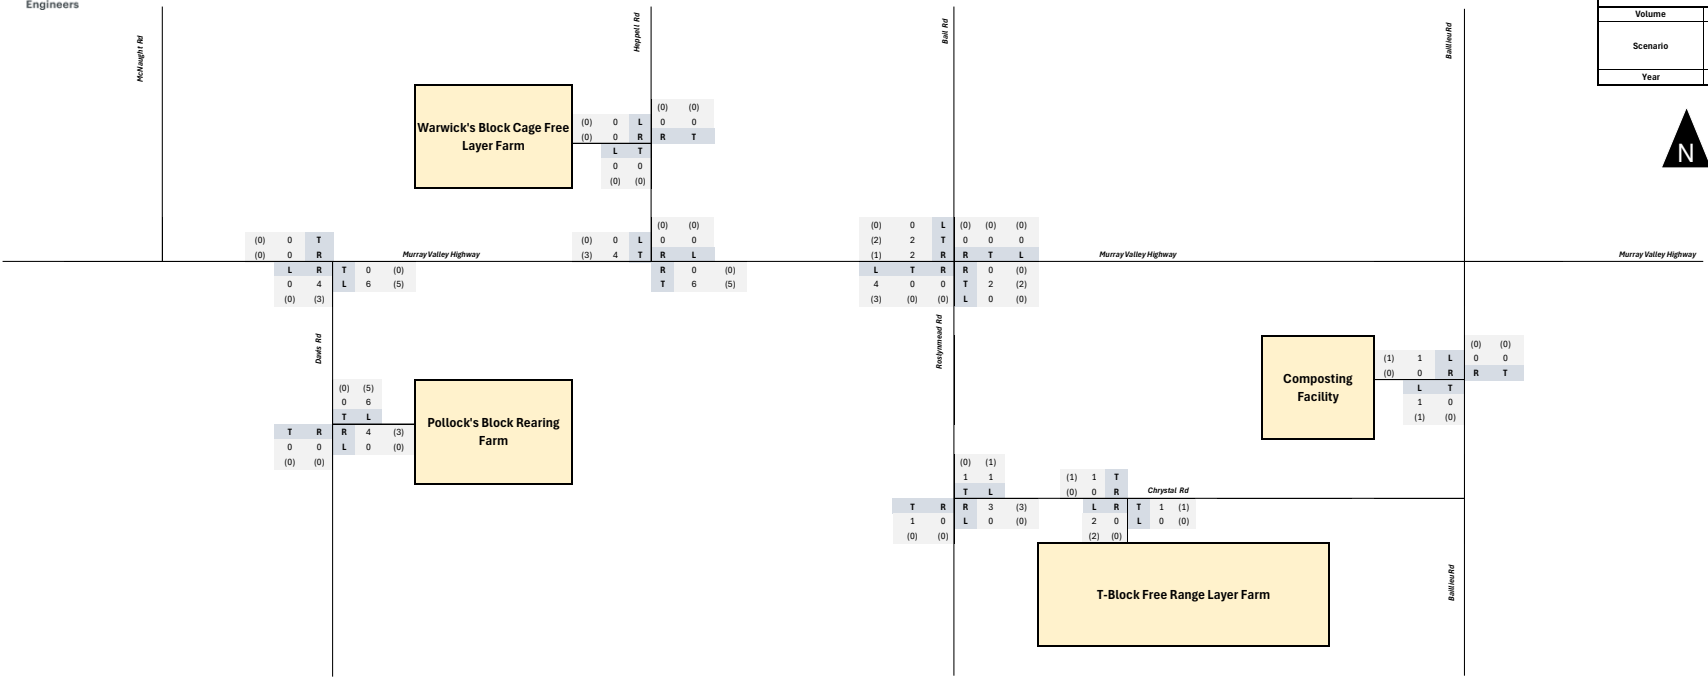 Engineers
Volume
Scenario
Year
N
McNaught Rd
Heppell Rd
Ball Rd
Baillieu Rd
Warwick's Block Cage Free
Layer Farm
(0) (0)
(0) 0 L 0 0
(0) 0 R R T
L T
0 0
(0) (0)
(0) 0 T
(0) 0 R
Murray Valley Highway
L R T 0 (0)
0 4 L 6 (5)
(0) (3)
(0) (0)
(0) 0 L 0 0
(3) 4 T R L
R 0 (0)
T 6 (5)
(0) 0 L (0) (0) (0)
(2) 2 T 0 0 0
(1) 2 R R T L
L T R R 0 (0)
4 0 0 T 2 (2)
(3) (0) (0) L 0 (0)
Murray Valley Highway
Murray Valley Highway
Davis Rd
Roslynmead Rd
(0) (5)
0 6
T L
T R R 4 (3)
0 0 L 0 (0)
(0) (0)
Pollock's Block Rearing
Farm
Composting
Facility
(0) (0)
(1) 1 L 0 0
(0) 0 R R T
L T
1 0
(1) (0)
(0) (1)
1 1
T L
T R R 3 (3)
1 0 L 0 (0)
(0) (0)
(1) 1 T
(0) 0 R
Chrystal Rd
L R T 1 (1)
2 0 L 0 (0)
(2) (0)
T-Block Free Range Layer Farm
Baillieu Rd